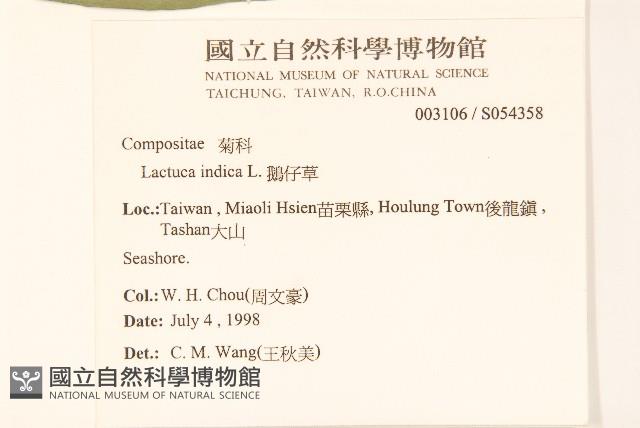 國立自然科學博物館
NATIONAL MUSEUM OF NATURAL SCIENCE
TAICHUNG, TAIWAN, R.O.CHINA
003106 / S054358
Compositae 菊科
Lactuca indica L. 鵝仔草
Loc.:Taiwan , Miaoli Hsien苗栗縣, Houlung Town後龍鎮 ,
Tashan大山
Seashore.
Col.: W. H. Chou(周文豪)
Date: July 4 , 1998
Det.: C. M. Wang(王秋美)
國立自然科學博物館
NATIONAL MUSEUM OF NATURAL SCIENCE